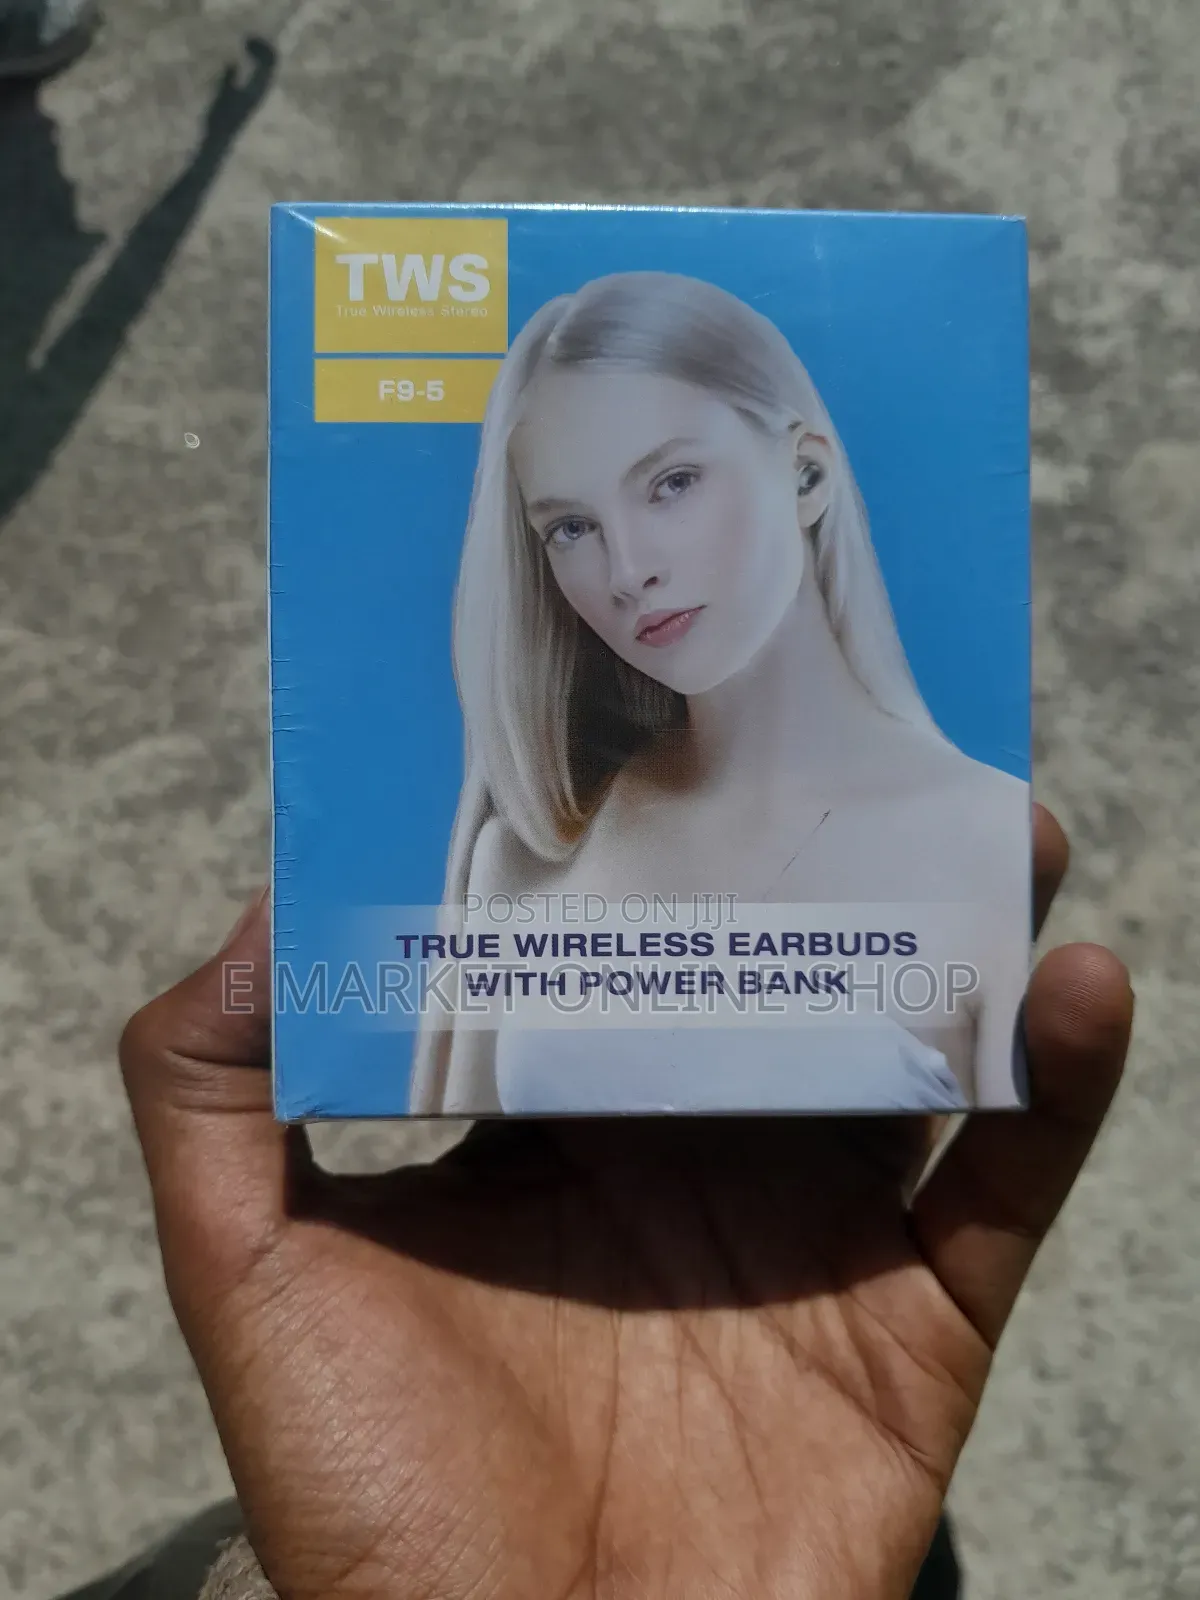 TWS
True Wireless Stereo
F9-5
POSTED ON JIJI
TRUE WIRELESS EARBUDS
WITH POWER BANK
E MARKET ONLINE SHOP